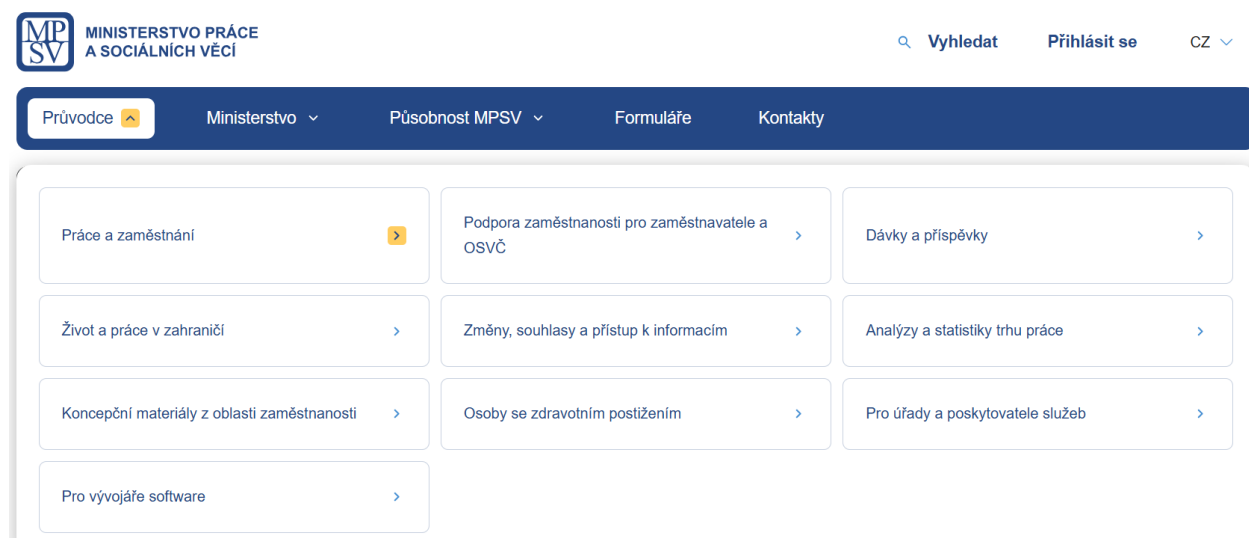 MP
SV
MINISTERSTVO PRÁCE
A SOCIÁLNÍCH VĚCÍ
Vyhledat
Přihlásit se
CZ
Průvodce
Ministerstvo
Působnost MPSV
Formuláře
Kontakty
Práce a zaměstnání
Podpora zaměstnanosti pro zaměstnavatele a
OSVČ
Dávky a příspěvky
Život a práce v zahraničí
Změny, souhlasy a přístup k informacím
Analýzy a statistiky trhu práce
Koncepční materiály z oblasti zaměstnanosti
Osoby se zdravotním postižením
Pro úřady a poskytovatele služeb
Pro vývojáře software